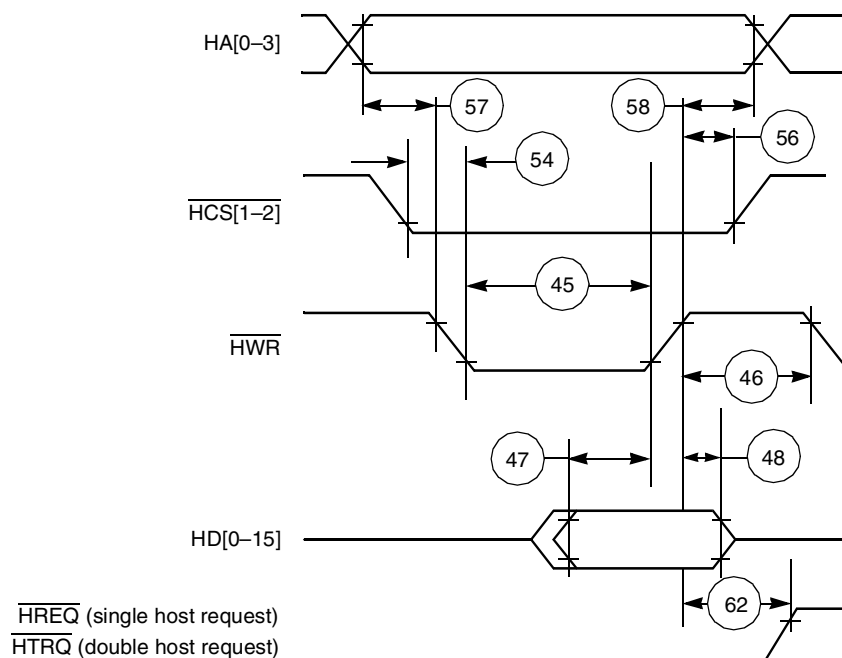 HA[0–3]
57
58
56
54
HCS[1–2]
45
HWR
46
47
48
HD[0–15]
62
HREQ (single host request)
HTRQ (double host request)